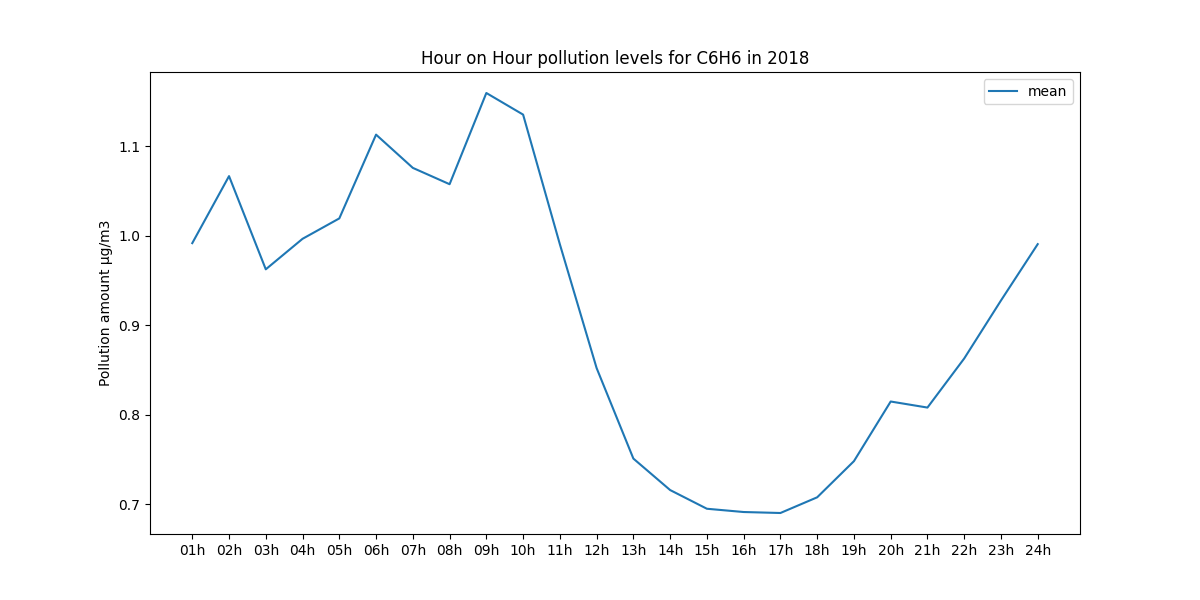 Hour on Hour pollution levels for C6H6 in 2018
mean
Pollution amount µg/m3
1.1
1.0
0.9
0.8
0.7
01h 02h 03h 04h 05h 06h 07h 08h 09h 10h 11h 12h 13h 14h 15h 16h 17h 18h 19h 20h 21h 22h 23h 24h